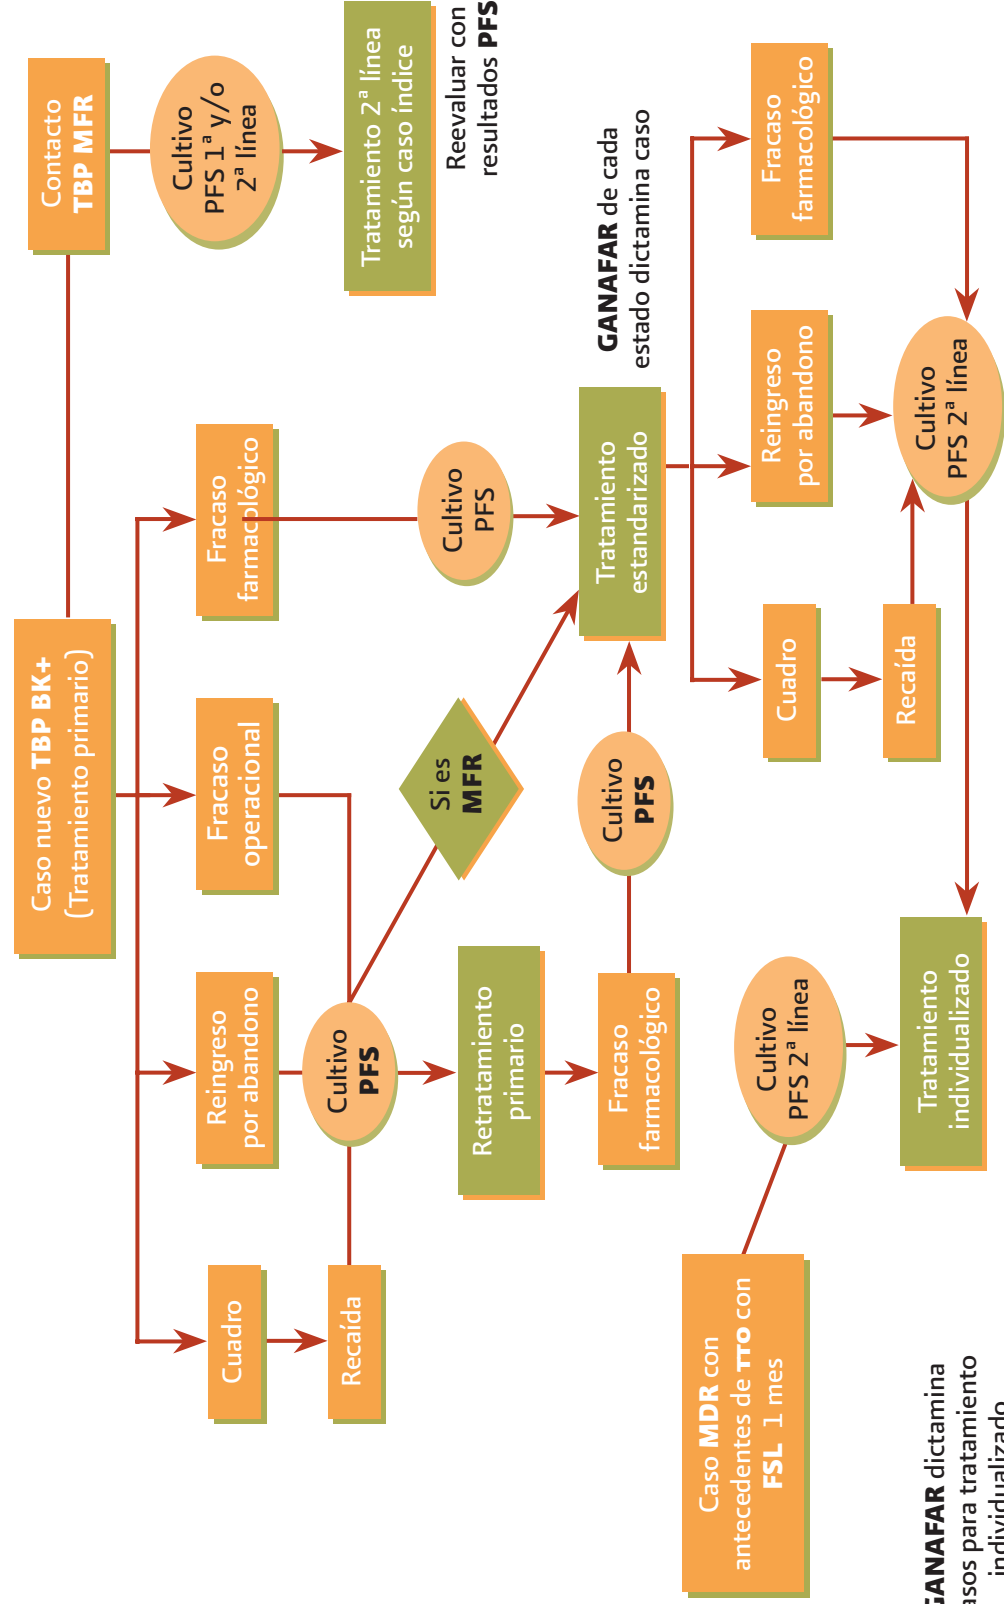 Caso nuevo TBP BK+
(Tratamiento primario)
Contacto
TBP MFR
Cultivo
PFS 1ª y/o
2ª línea
Tratamiento 2ª línea
según caso índice
Reevaluar con
resultados PFS
Cuadro
Recaída
Reingreso
por abandono
Fracaso
operacional
Fracaso
farmacológico
Cultivo
PFS
Si es
MFR
Cultivo
PFS
Retratamiento
primario
Fracaso
farmacológico
Cultivo
PFS
Tratamiento
estandarizado
GANAFAR de cada
estado dictamina caso
Cuadro
Recaída
Reingreso
por abandono
Fracaso
farmacológico
Cultivo
PFS 2ª línea
Caso MDR con
antecedentes de TTO con
FSL 1 mes
Cultivo
PFS 2ª línea
Tratamiento
individualizado
GANAFAR dictamina
para tratamiento
individualizado